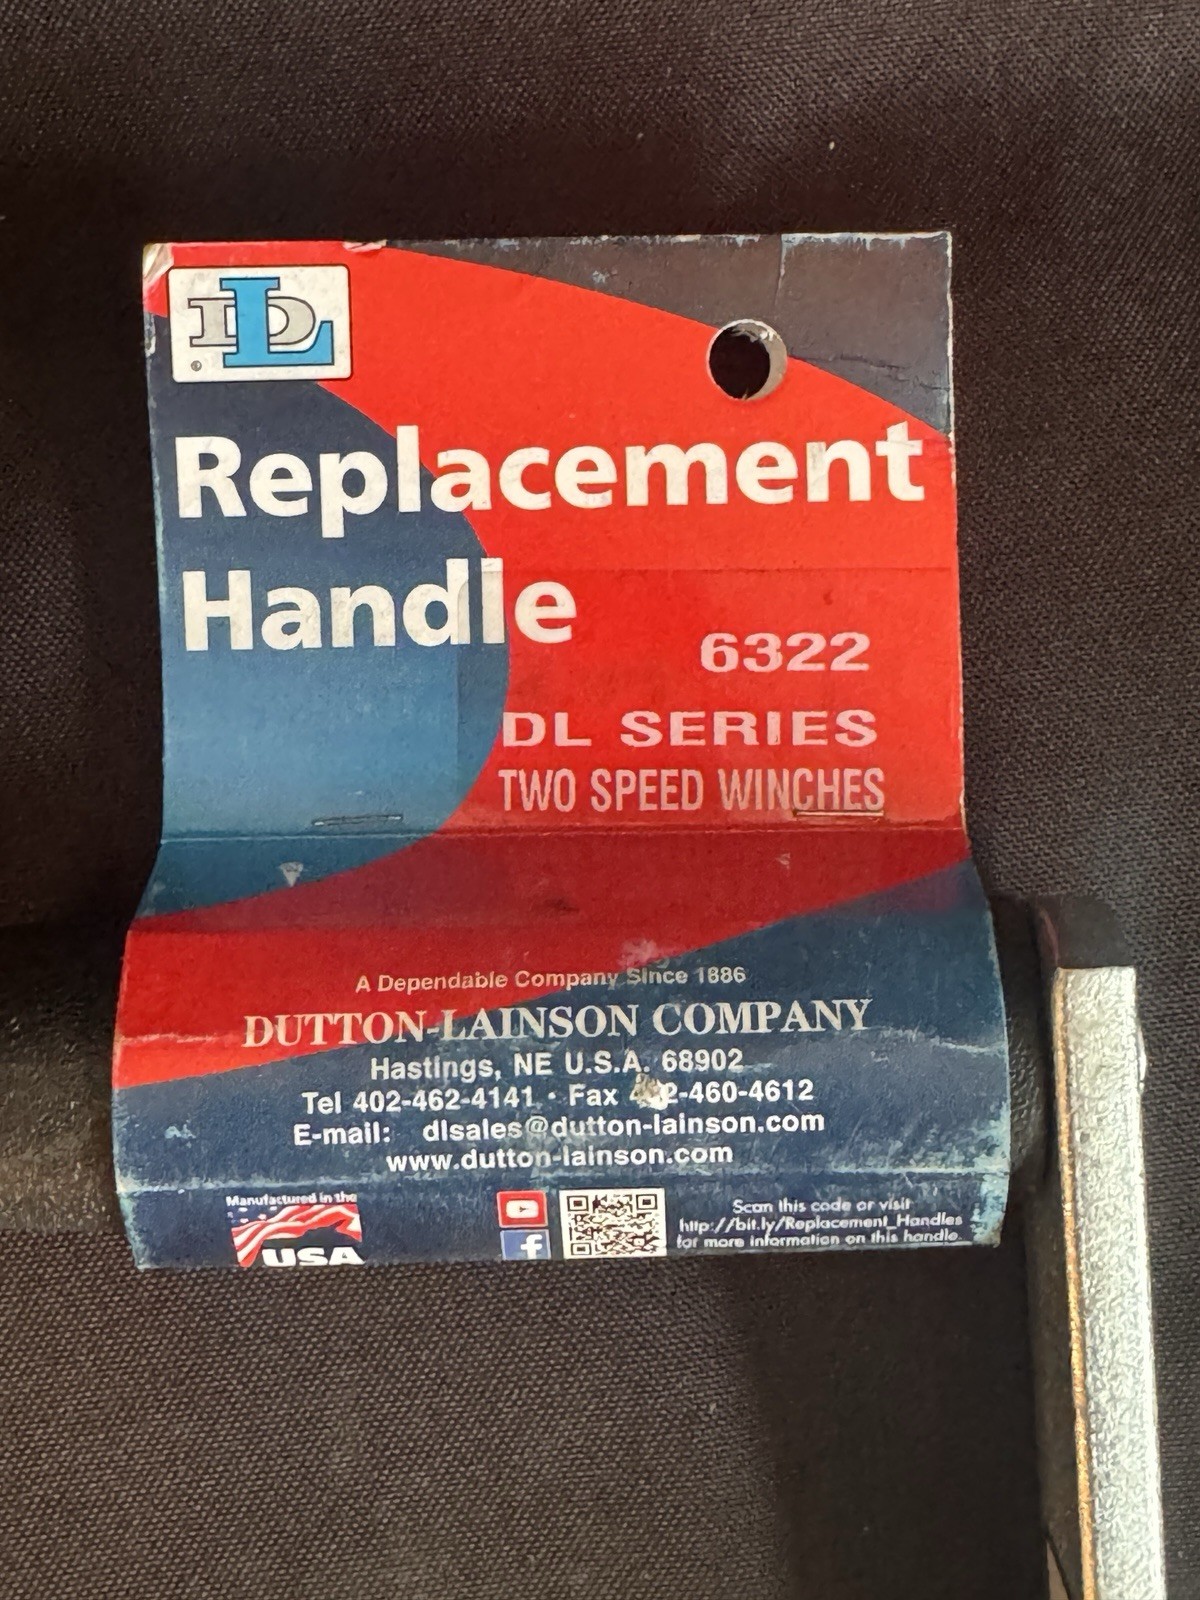 DL
®
Replacement
Handle
6322
DL SERIES
TWO SPEED WINCHES
A Dependable Company Since 1886
DUTTON-LAINSON COMPANY
Hastings, NE U.S.A. 68902
Tel 402-462-4141 · Fax 2-460-4612
E-mail: dlsales@dutton-lainson.com
www.dutton-lainson.com
Manufactured in the
USA
f
Scan this code or visit
http://bit.ly/Replacement_Handles
for more information on this handle.